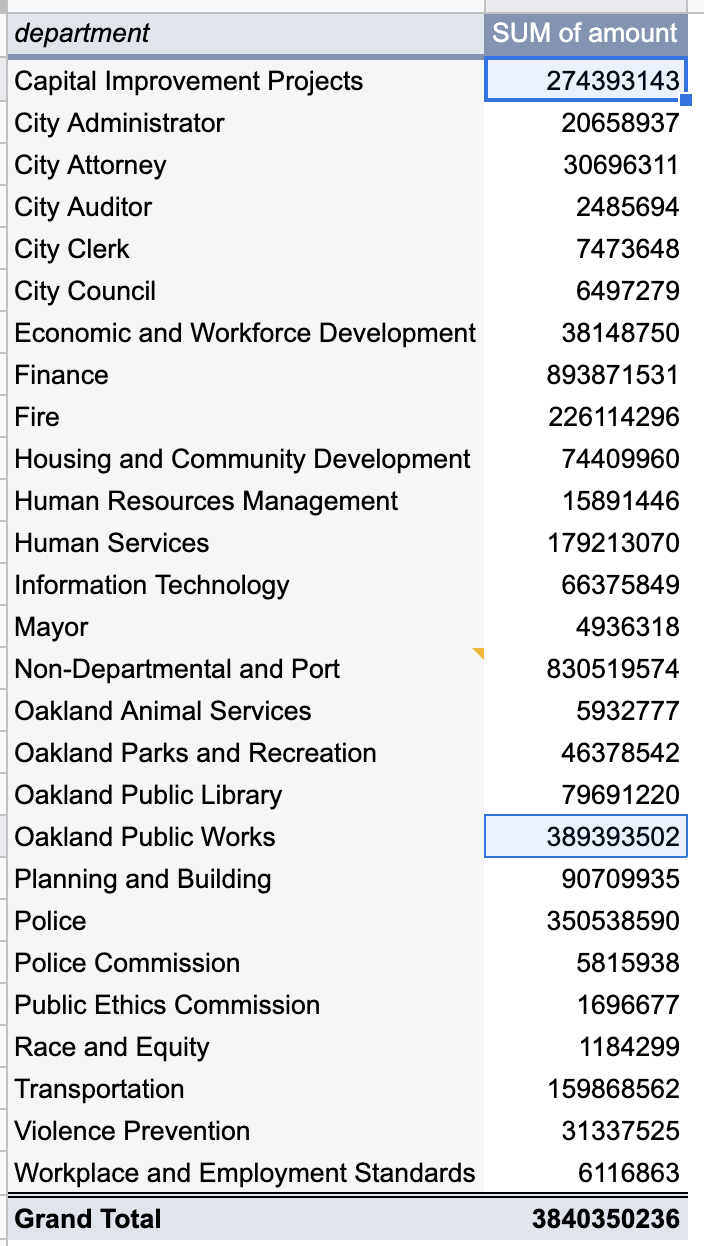 department SUM of amount
Capital Improvement Projects 274393143
City Administrator 20658937
City Attorney 30696311
City Auditor 2485694
City Clerk 7473648
City Council 6497279
Economic and Workforce Development 38148750
Finance 893871531
Fire 226114296
Housing and Community Development 74409960
Human Resources Management 15891446
Human Services 179213070
Information Technology 66375849
Mayor 4936318
Non-Departmental and Port 830519574
Oakland Animal Services 5932777
Oakland Parks and Recreation 46378542
Oakland Public Library 79691220
Oakland Public Works 389393502
Planning and Building 90709935
Police 350538590
Police Commission 5815938
Public Ethics Commission 1696677
Race and Equity 1184299
Transportation 159868562
Violence Prevention 31337525
Workplace and Employment Standards 6116863
Grand Total 3840350236